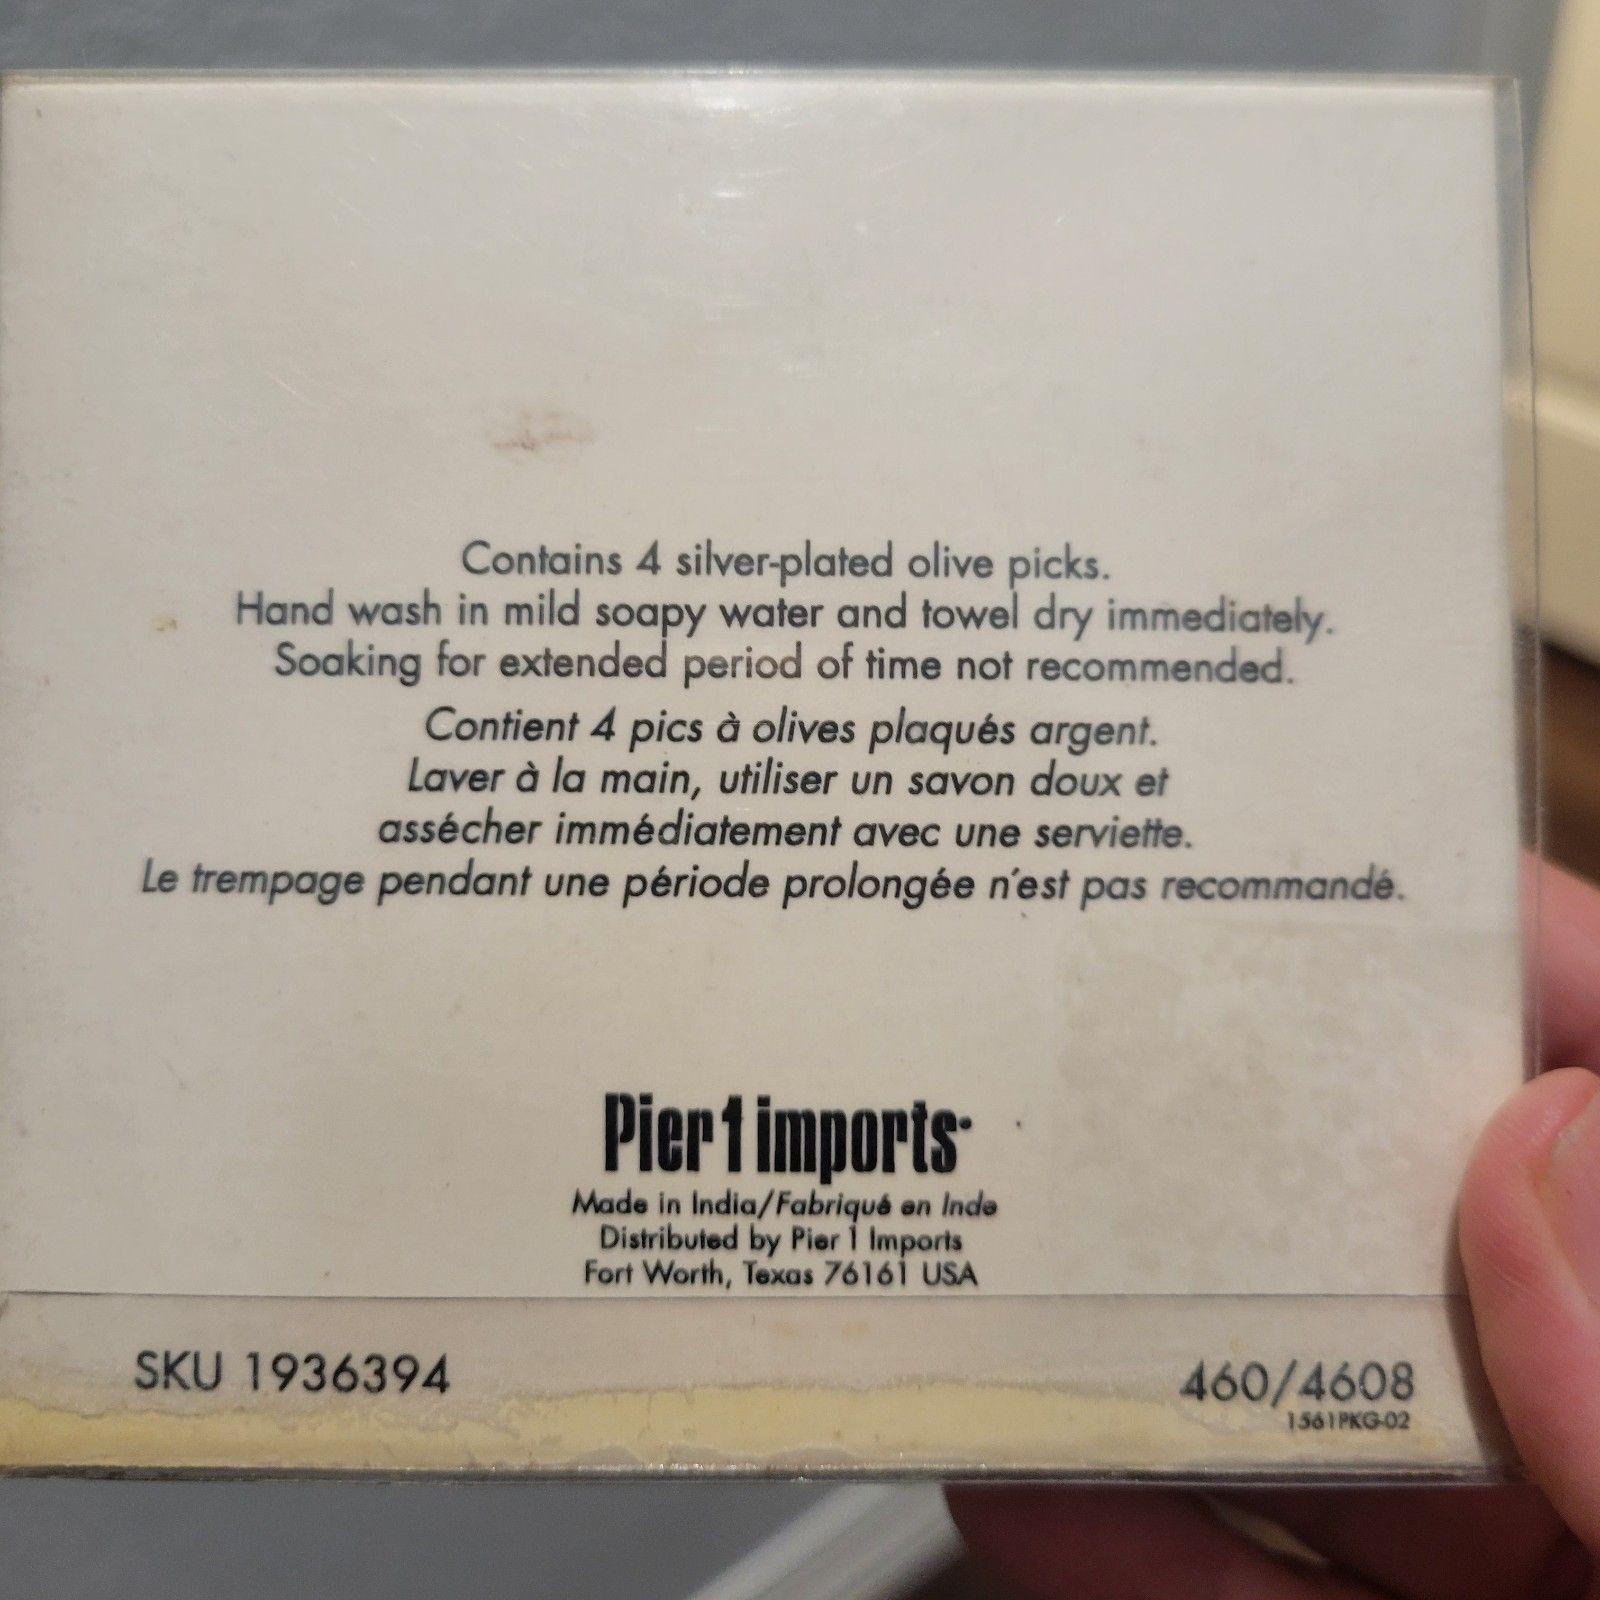 Contains 4 silver-plated olive picks.
Hand wash in mild soapy water and towel dry immediately.
Soaking for extended period of time not recommended.
Contient 4 pics à olives plaqués argent.
Laver à la main, utiliser un savon doux et
assécher immédiatement avec une serviette.
Le trempage pendant une période prolongée n'est pas recommandé.
Pier 1 imports
Made in India/Fabriqué en Inde
Distributed by Pier 1 Imports
Fort Worth, Texas 76161 USA
SKU 1936394
460/4608
1561PKG-02